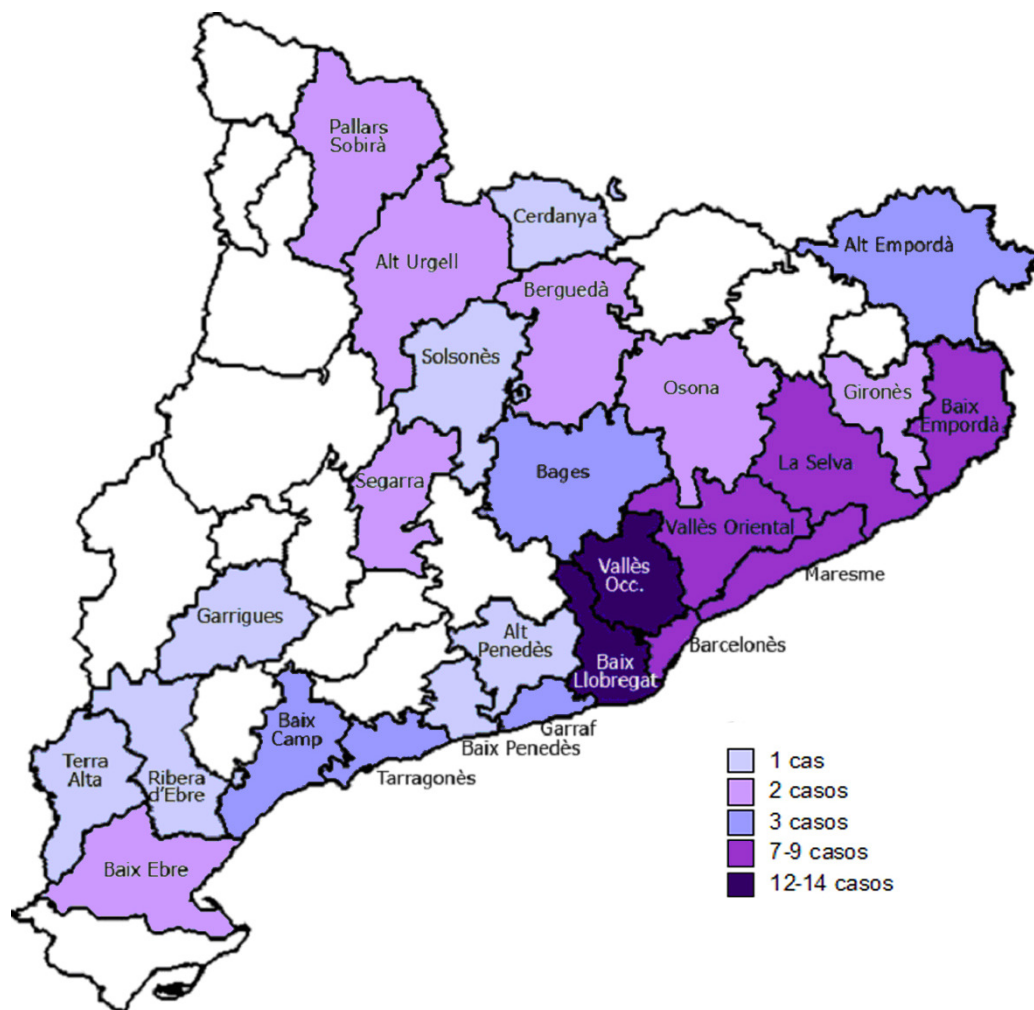 Pallars
Sobirà
Cerdanya
Alt Empordà
Alt Urgell
Berguedà
Solsonès
Osona
Gironès
Baix
Empordà
La Selva
Bages
Segarra
Vallès Oriental
Vallès
Occ.
Maresme
Garrigues
Alt
Penedès
Barcelonès
Baix
Llobregat
Baix
Camp
Garraf
Baix Penedès
Tarragonès
Terra
Alta
Ribera
d'Ebre
Baix Ebre
1 cas
2 casos
3 casos
7-9 casos
12-14 casos